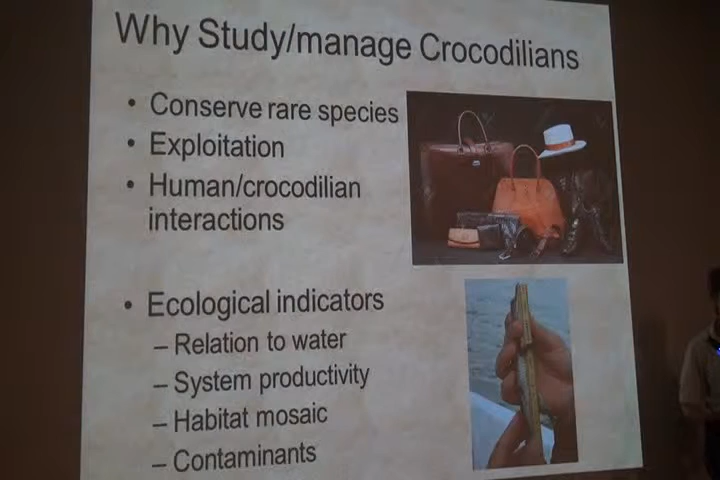 Why Study/manage Crocodilians
• Conserve rare species
• Exploitation
• Human/crocodilian
interactions
• Ecological indicators
– Relation to water
– System productivity
– Habitat mosaic
– Contaminants